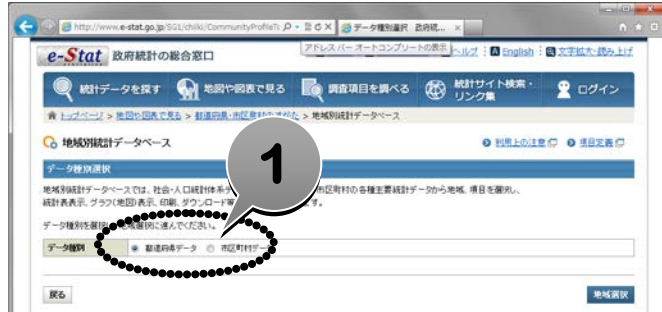 http://www.e-stat.go.jp/SG1/chiiki/CommunityProfileTc
データ種別選択 政府統...
アドレス バー オートコンプリートの表示
e-Stat 政府統計の総合窓口
ヘルプ English 文字拡大・読み上げ
統計データを探す 地図や図表で見る 調査項目を調べる 統計サイト検索・リンク集 ログイン
トップページ > 地図や図表で見る > 都道府県・市区町村のすがた > 地域別統計データベース
地域別統計データベース
利用上の注意 項目定義
データ種別選択
地域別統計データベースでは、社会・人口統計体系デ 市区町村の各種主要統計データから地域、項目を選択し、
統計表表示、グラフ(地図)表示、印刷、ダウンロード等 す。
データ種別を選択し、地域選択に進んでください。
データ種別 都道府県データ 市区町村データ
1
戻る 地域選択